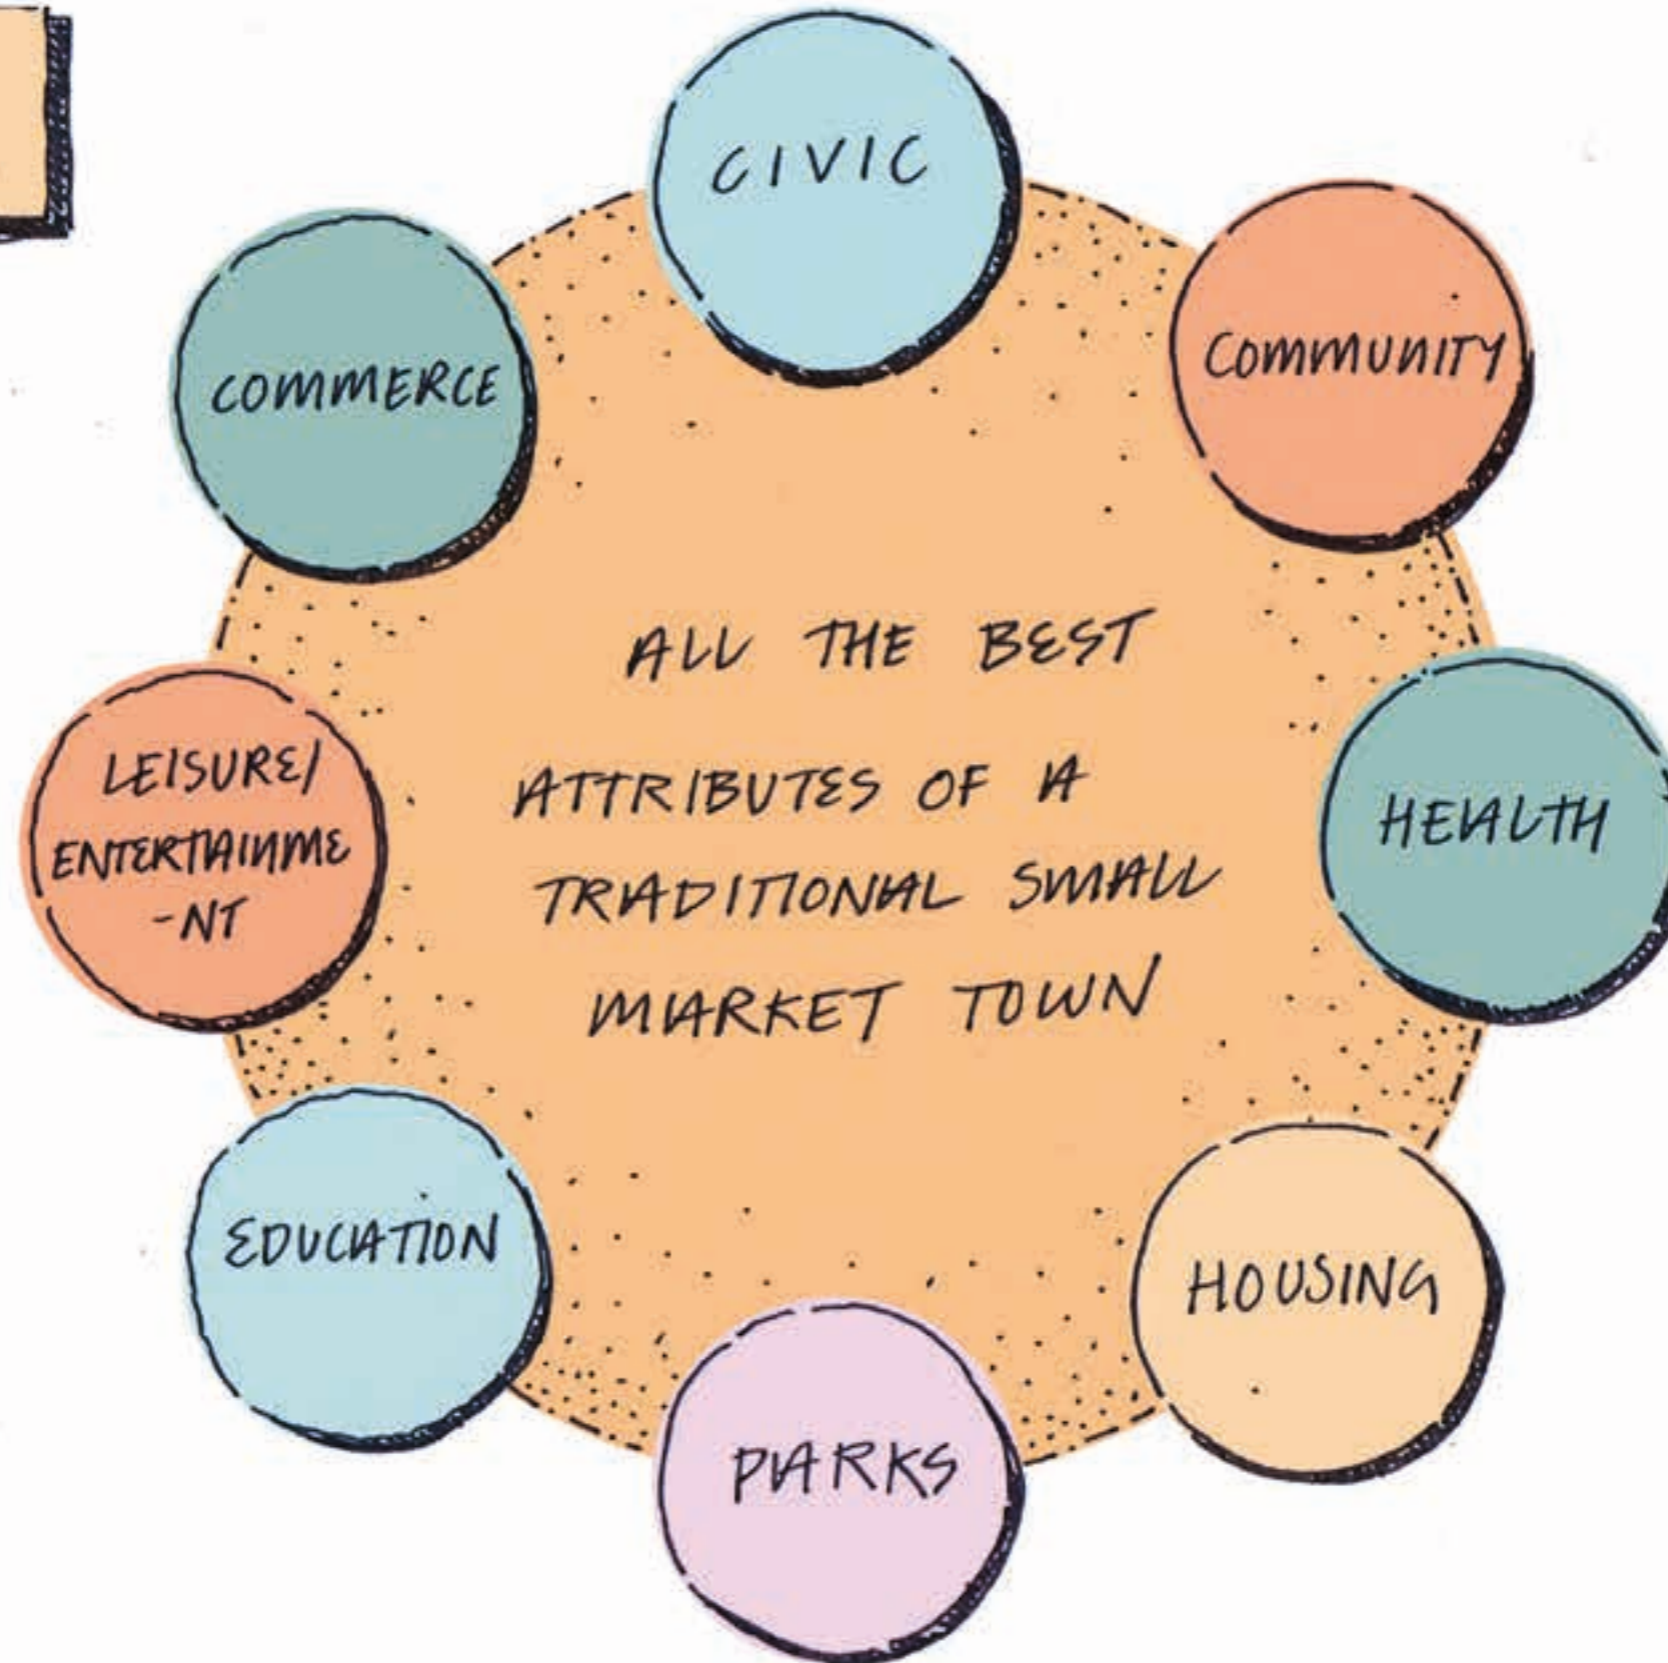 CIVIC
COMMUNITY
COMMERCE
ALL THE BEST
ATTRIBUTES OF A
TRADITIONAL SMALL
MARKET TOWN
LEISURE/
ENTERTAINME
-NT
HEALTH
EDUCATION
HOUSING
PARKS